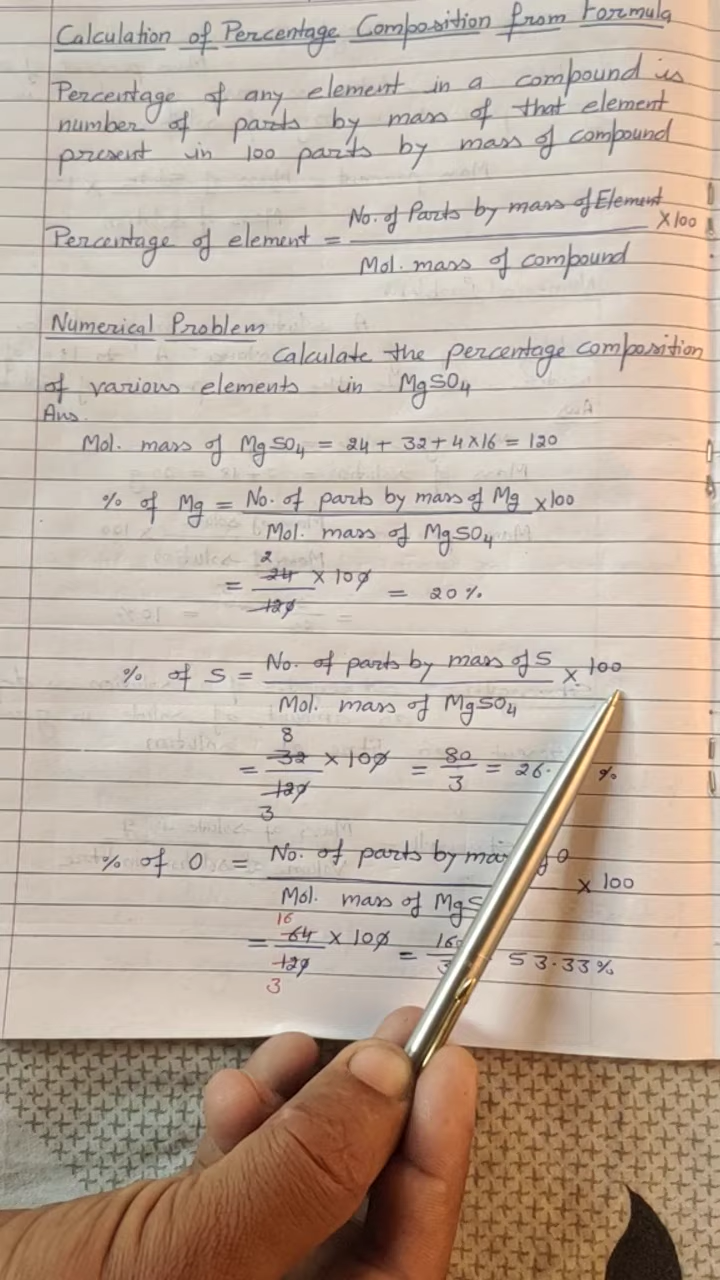 Calculation of Percentage Composition from Formula
Percentage of any element in a compound is
number of parts by mass of that element
present in 100 parts by mass of compound
Percentage of element = No. of Parts by mass of Element / Mol. mass of compound × 100
Numerical Problem
Calculate the percentage composition
of various elements in MgSO4
Ans.
Mol. mass of MgSO4 = 24 + 32 + 4×16 = 120
% of Mg = No. of parts by mass of Mg / Mol. mass of MgSO4 ×100
2
= 24 / 120 × 100 = 20%
% of S = No. of parts by mass of S / Mol. mass of MgSO4 × 100
8
= 32 / 120 × 100 = 80 / 3 = 26. %
3
% of O = No. of parts by O / Mol. mass of × 100
16
= 64 / 120 × 100 = 53.33%
3